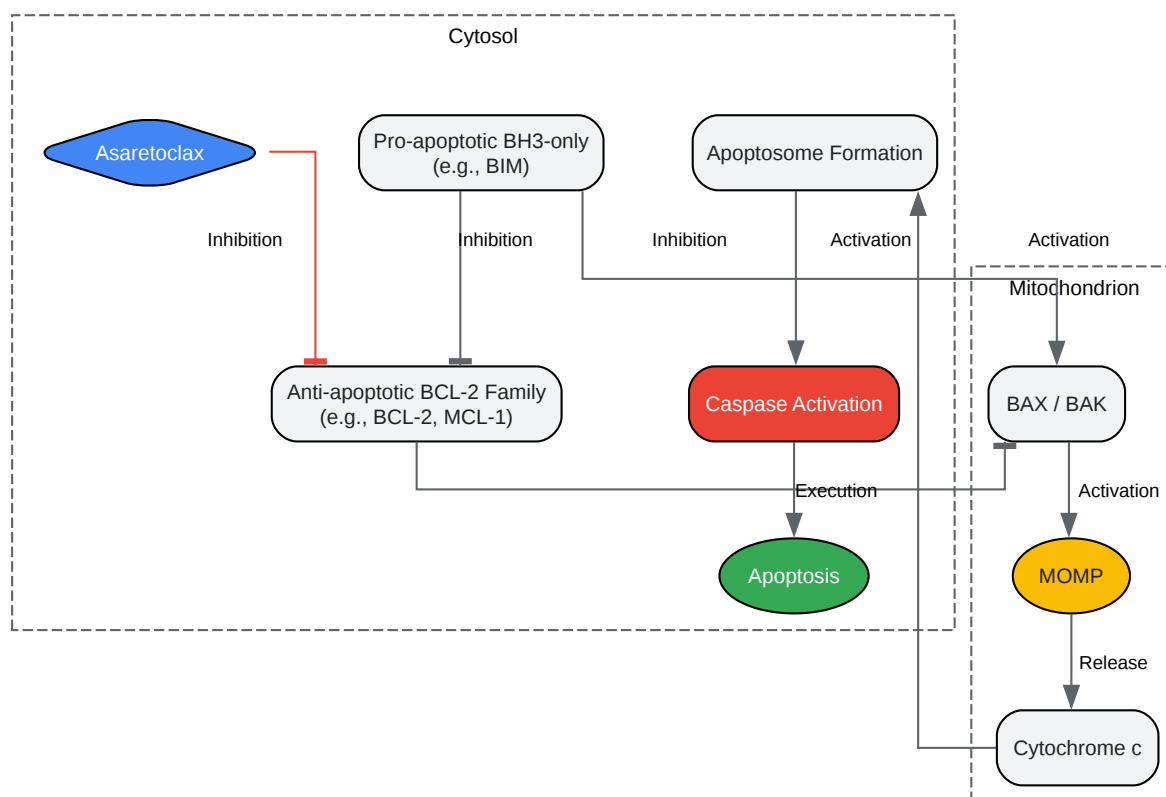 Cytosol
Asaretoclax
Pro-apoptotic BH3-only
(e.g., BIM)
Apoptosome Formation
Inhibition
Inhibition
Inhibition
Activation
Activation
Mitochondrion
Anti-apoptotic BCL-2 Family
(e.g., BCL-2, MCL-1)
Caspase Activation
BAX / BAK
Execution
Activation
Apoptosis
MOMP
Release
Cytochrome c